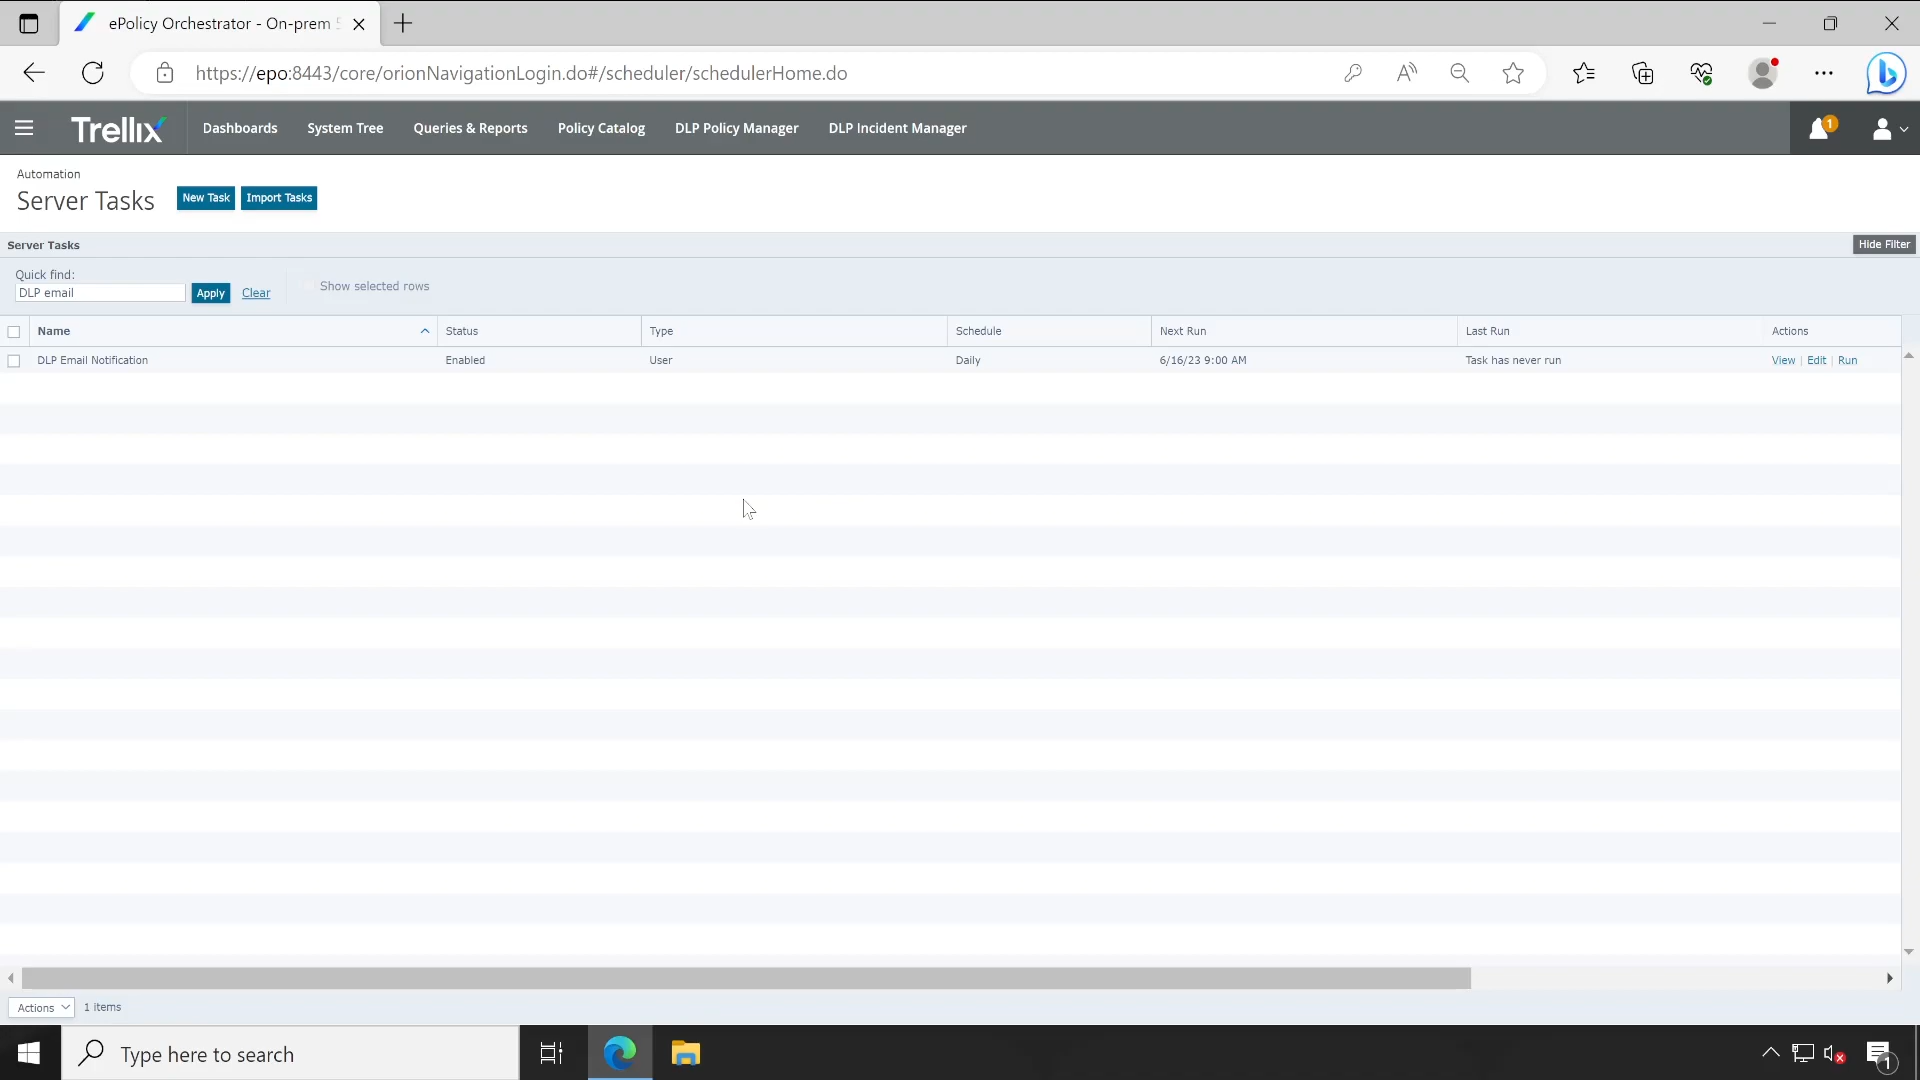 ePolicy Orchestrator - On-prem
https://epo:8443/core/orionNavigationLogin.do#/scheduler/schedulerHome.do
Trellix
Dashboards
System Tree
Queries & Reports
Policy Catalog
DLP Policy Manager
DLP Incident Manager
1
Automation
Server Tasks
New Task
Import Tasks
Server Tasks
Hide Filter
Quick find:
DLP email
Apply
Clear
Show selected rows
Name Status Type Schedule Next Run Last Run Actions
DLP Email Notification Enabled User Daily 6/16/23 9:00 AM Task has never run View | Edit | Run
Actions
1 items
Type here to search
1